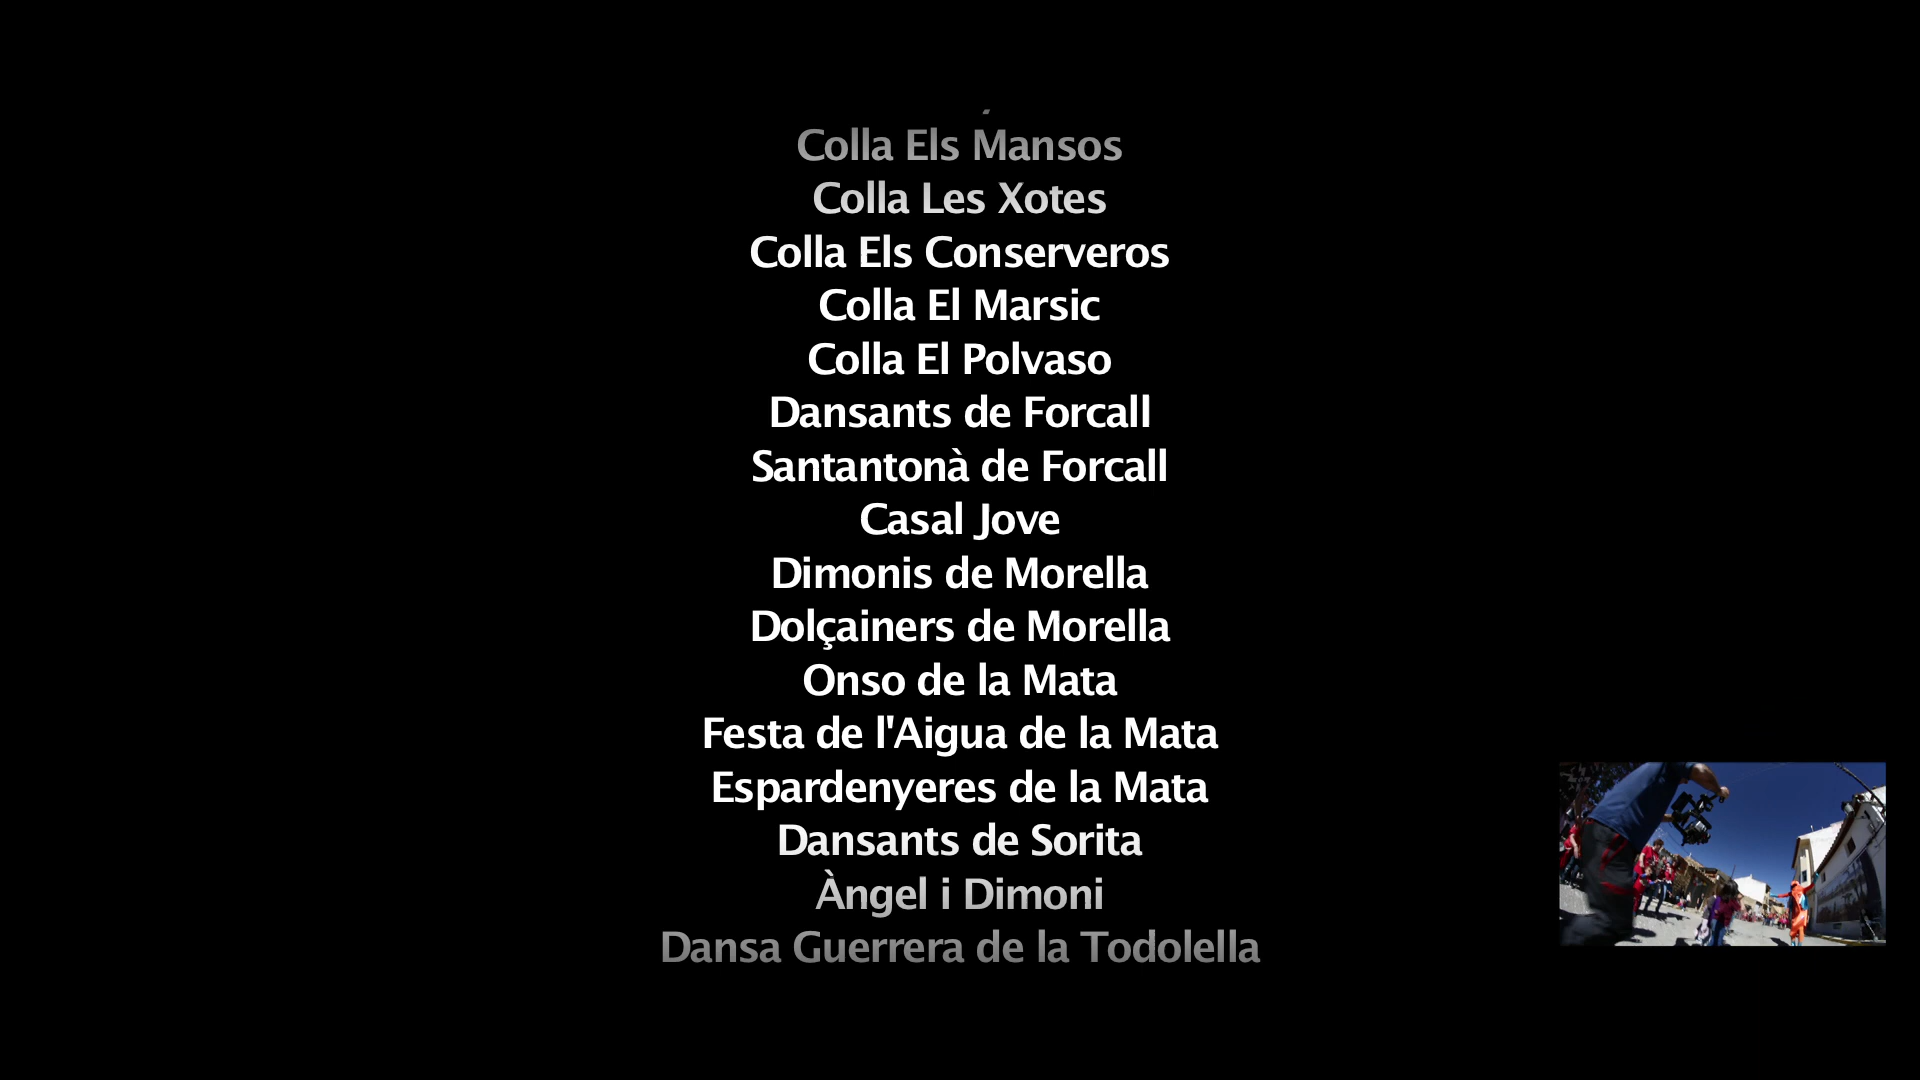 Colla Els Mansos
Colla Les Xotes
Colla Els Conserveros
Colla El Marsic
Colla El Polvaso
Dansants de Forcall
Santantonà de Forcall
Casal Jove
Dimonis de Morella
Dolçainers de Morella
Onso de la Mata
Festa de l'Aigua de la Mata
Espardenyeres de la Mata
Dansants de Sorita
Àngel i Dimoni
Dansa Guerrera de la Todolella